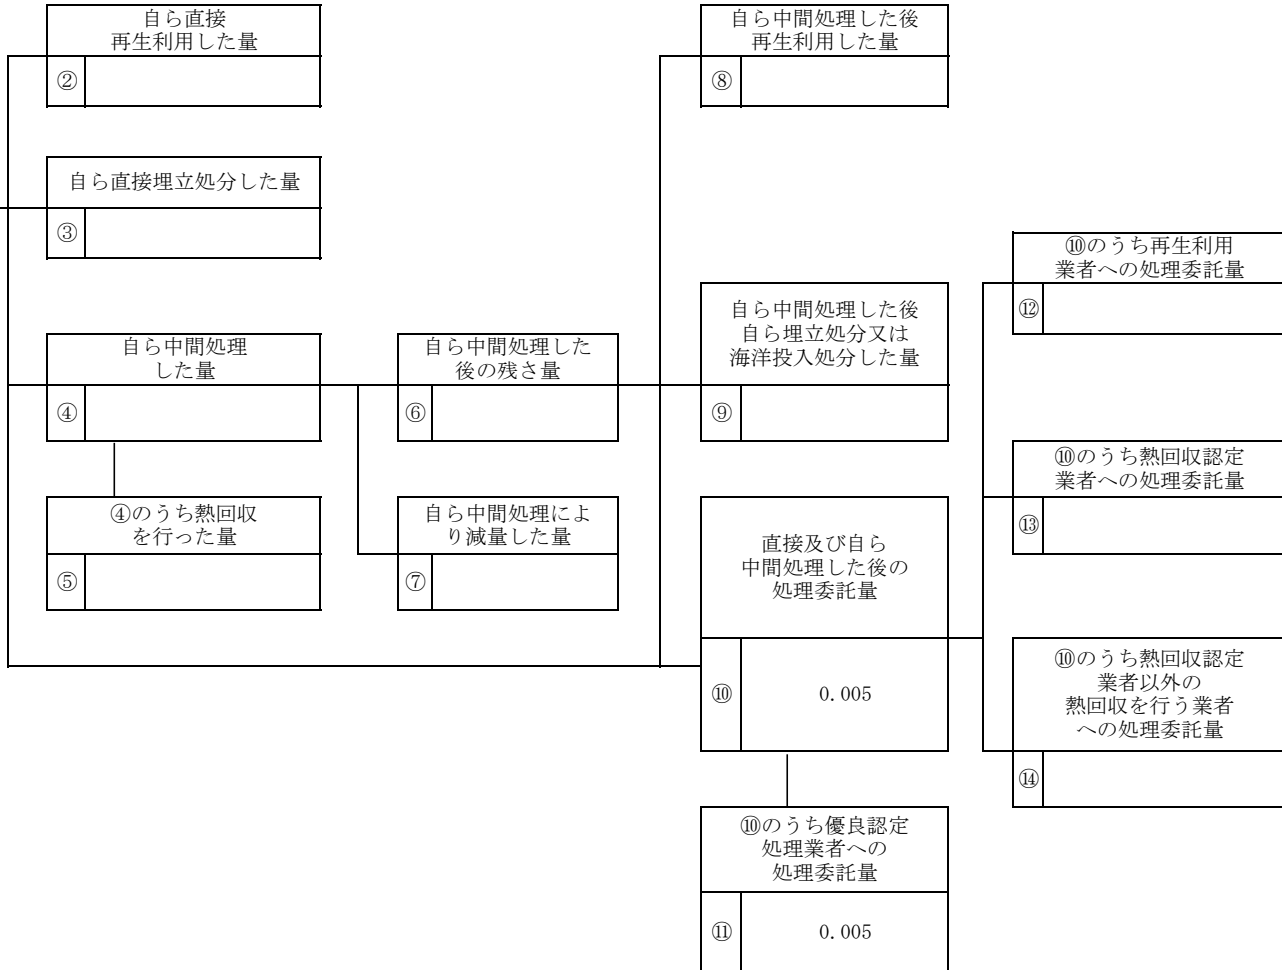 自ら直接
再生利用した量
②
自ら中間処理した後
再生利用した量
⑧
自ら直接埋立処分した量
③
⑩のうち再生利用
業者への処理委託量
⑫
自ら中間処理
した量
④
自ら中間処理した
後の残さ量
⑥
自ら中間処理した後
自ら埋立処分又は
海洋投入処分した量
⑨
⑩のうち熱回収認定
業者への処理委託量
⑬
④のうち熱回収
を行った量
⑤
自ら中間処理によ
り減量した量
⑦
直接及び自ら
中間処理した後の
処理委託量
⑩ 0.005
⑩のうち熱回収認定
業者以外の
熱回収を行う業者
への処理委託量
⑭
⑩のうち優良認定
処理業者への
処理委託量
⑪ 0.005